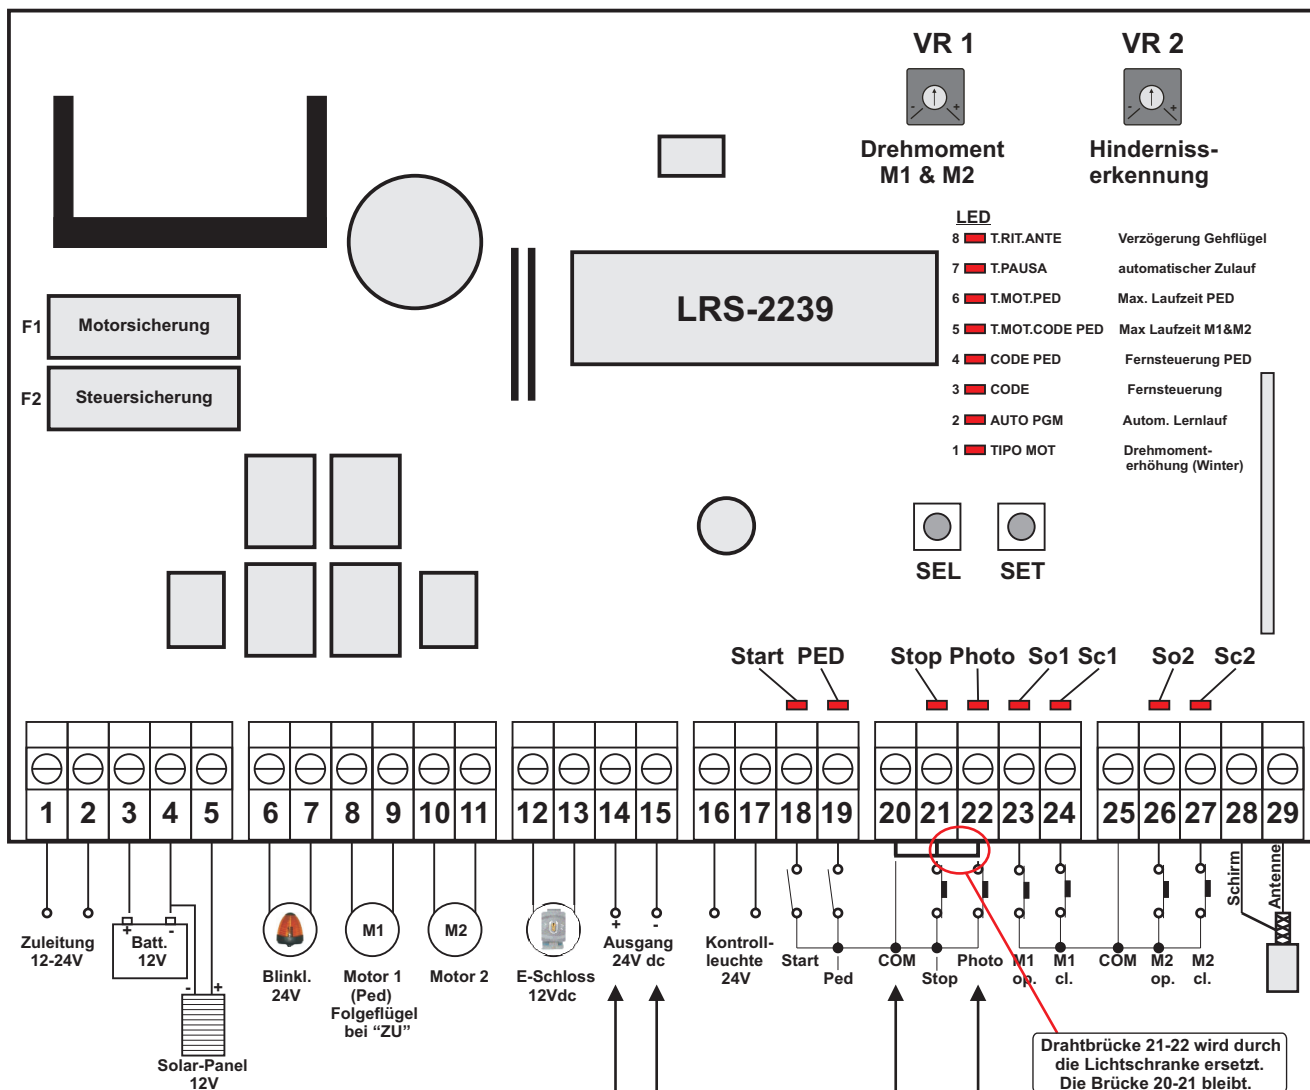 VR 1
VR 2
- +
- +
Drehmoment
M1 & M2
Hinderniss-
erkennung
LED
8 T.RIT.ANTE Verzögerung Gehflügel
7 T.PAUSA automatischer Zulauf
6 T.MOT.PED Max. Laufzeit PED
5 T.MOT.CODE PED Max Laufzeit M1&M2
4 CODE PED Fernsteuerung PED
3 CODE Fernsteuerung
2 AUTO PGM Autom. Lernlauf
1 TIPO MOT Drehmoment-
erhöhung (Winter)
LRS-2239
F1 Motorsicherung
F2 Steuersicherung
SEL SET
Start PED Stop Photo So1 Sc1 So2 Sc2
1 2 3 4 5 6 7 8 9 10 11 12 13 14 15 16 17 18 19 20 21 22 23 24 25 26 27 28 29
Schirm
Antenne
Zuleitung
12-24V
+ -
Batt.
12V
- +
Solar-Panel
12V
Blinkl.
24V
M1
Motor 1
(Ped)
Folgeflügel
bei “ZU”
M2
Motor 2
E-Schloss
12Vdc
+ -
Ausgang
24V dc
Kontroll-
leuchte
24V
Start
Ped
COM
Stop
Photo
M1
op.
M1
cl.
COM
M2
op.
M2
cl.
Drahtbrücke 21-22 wird durch
die Lichtschranke ersetzt.
Die Brücke 20-21 bleibt.